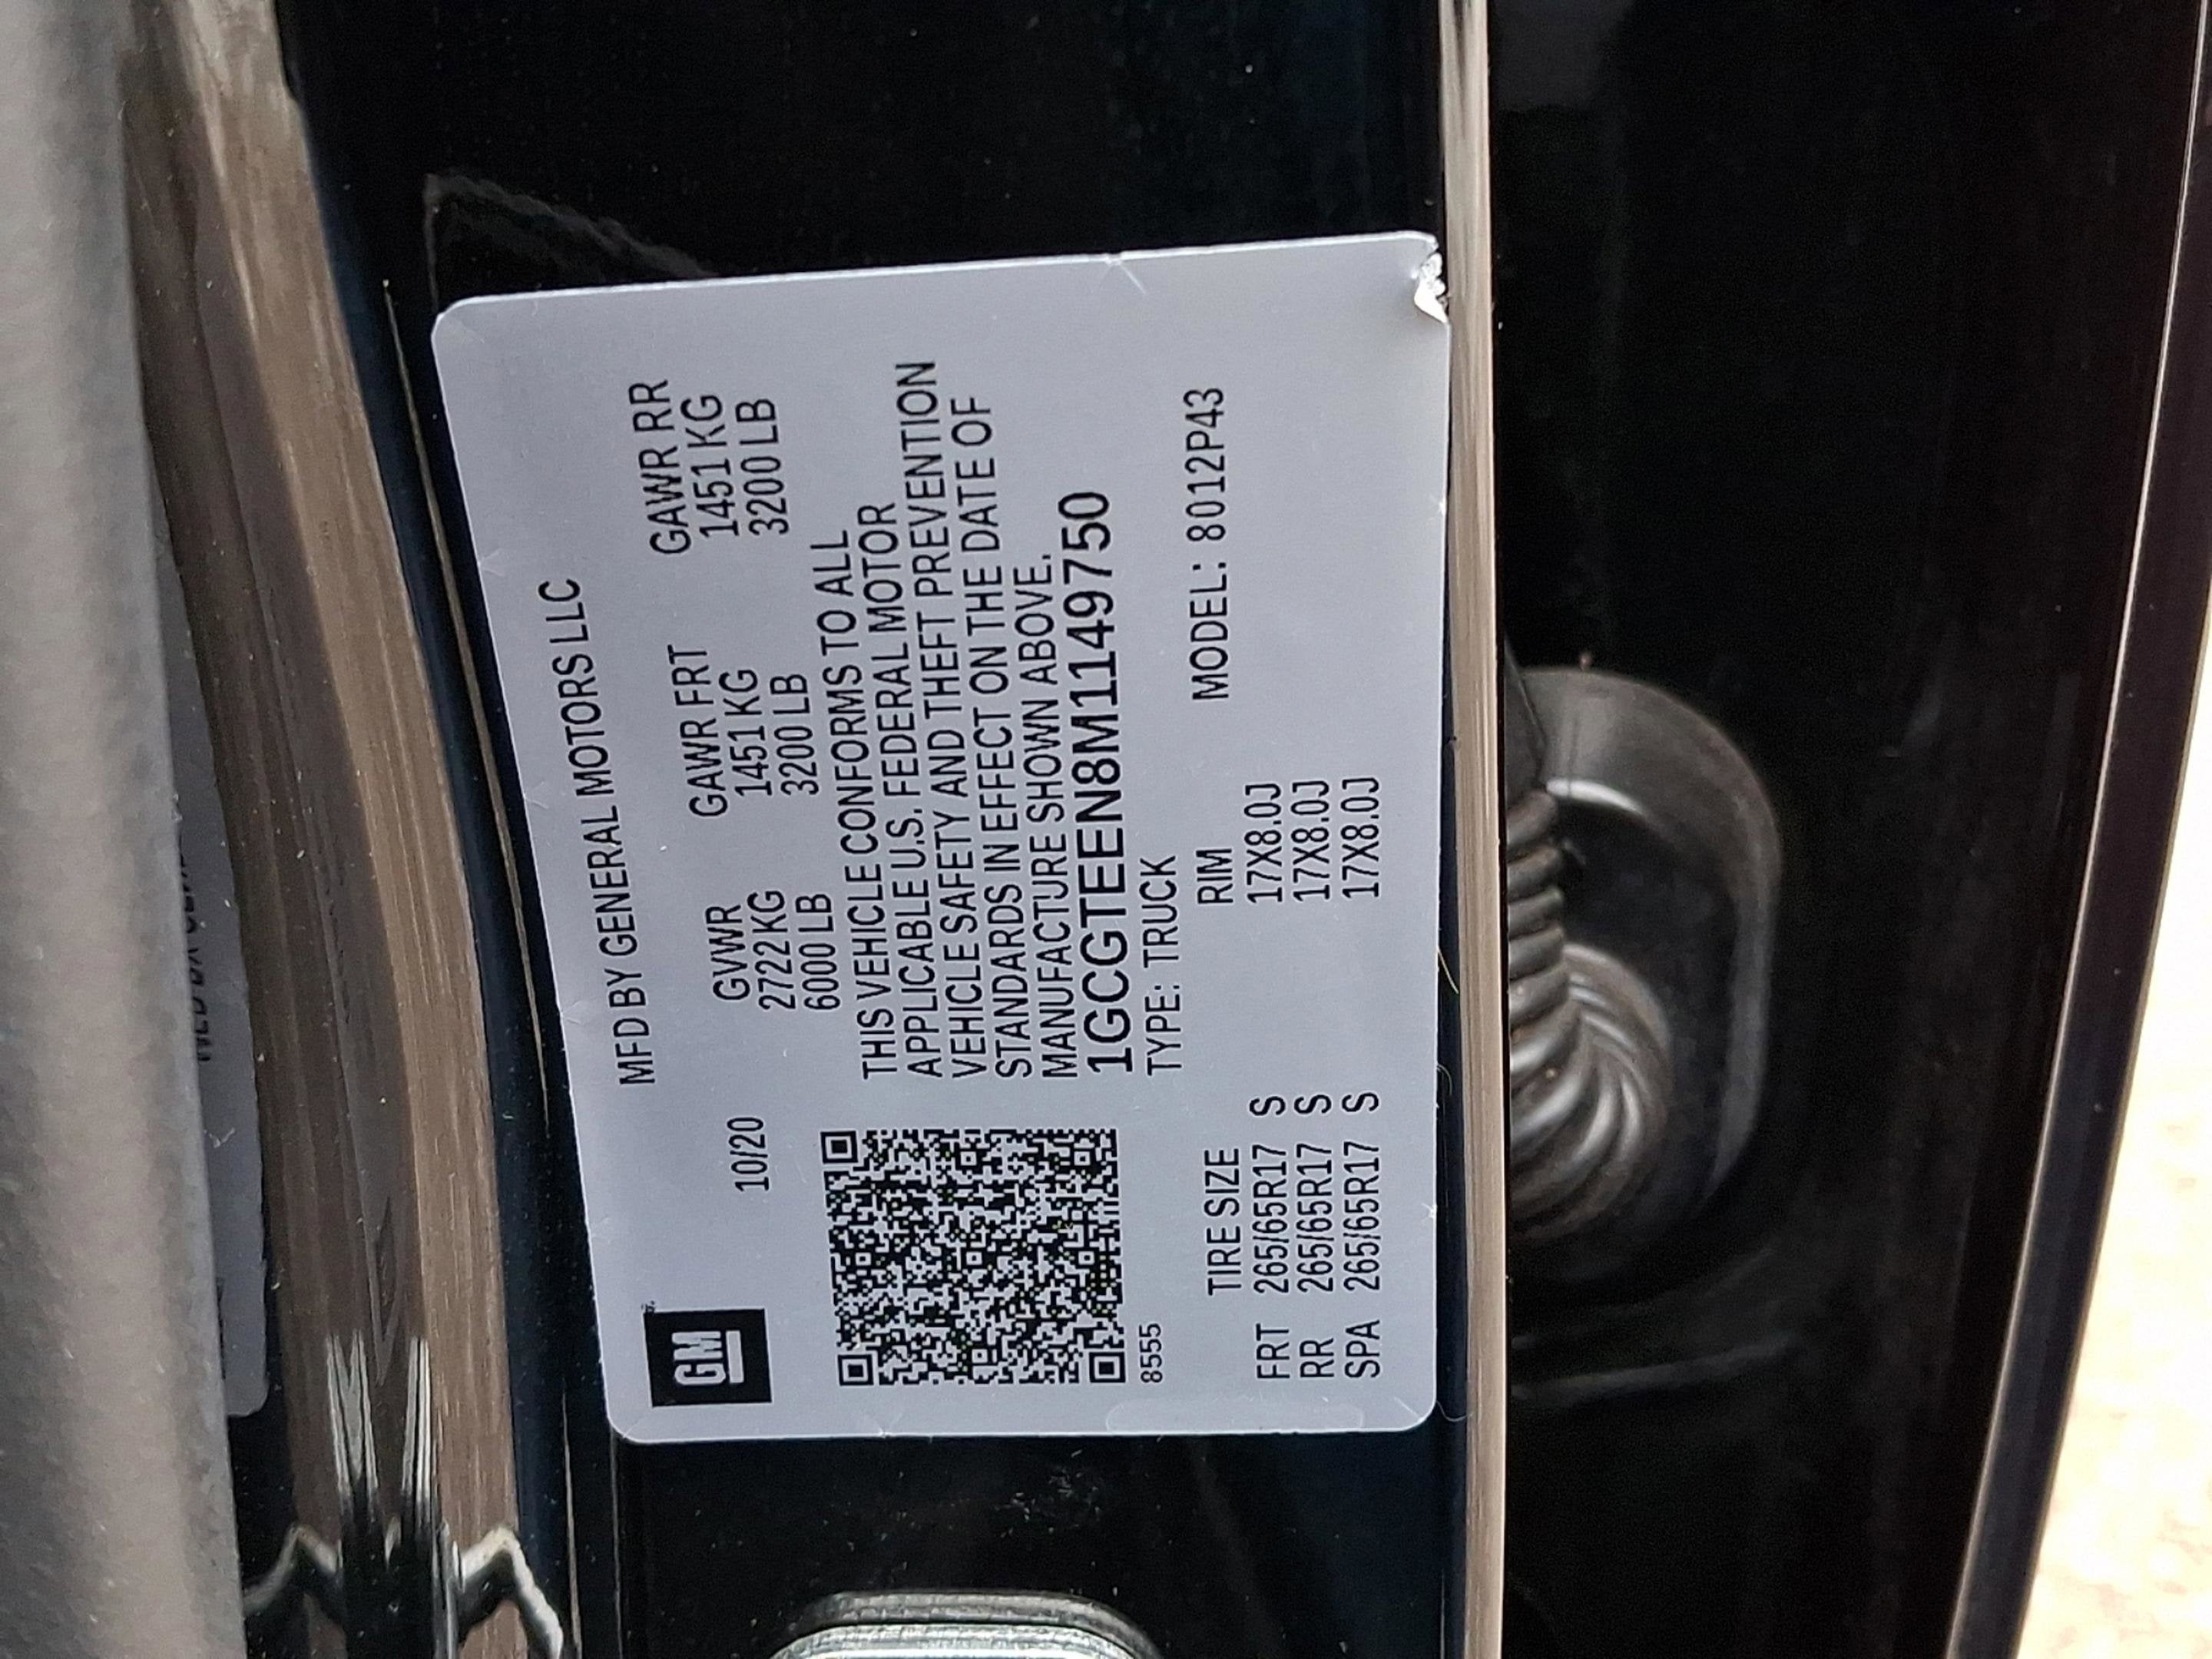 GM
MFD BY GENERAL MOTORS LLC
10/20
GVWR GAWR FRT GAWR RR
2722 KG 1451 KG 1451 KG
6000 LB 3200 LB 3200 LB
THIS VEHICLE CONFORMS TO ALL
APPLICABLE U.S. FEDERAL MOTOR
VEHICLE SAFETY AND THEFT PREVENTION
STANDARDS IN EFFECT ON THE DATE OF
MANUFACTURE SHOWN ABOVE.
1GCGTEEN8M1149750
8555
TYPE: TRUCK
MODEL: 8012P43
TIRE SIZE RIM
FRT 265/65R17 S 17X8.0J
RR 265/65R17 S 17X8.0J
SPA 265/65R17 S 17X8.0J